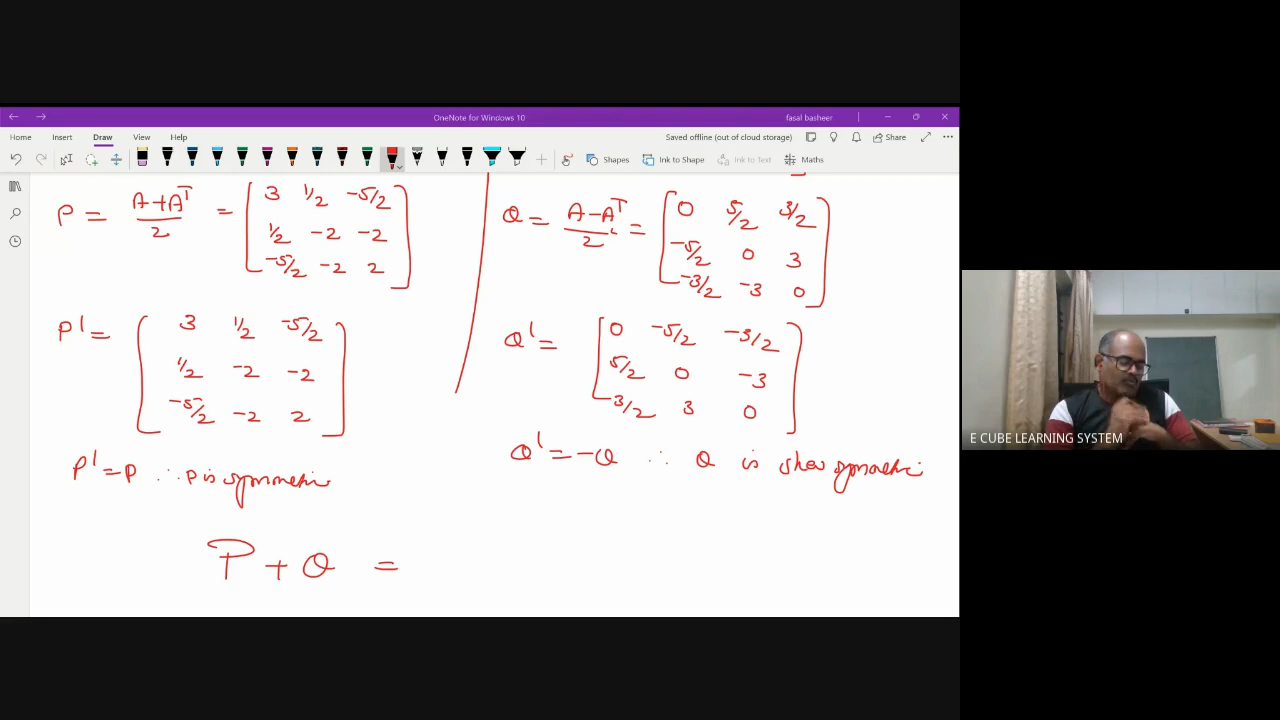 OneNote for Windows 10
fasal basheer
Home Insert Draw View Help
Saved offline (out of cloud storage) Share
Shapes Ink to Shape Ink to Text Maths
P = A+Aᵀ/2 = [3 1/2 -5/2
1/2 -2 -2
-5/2 -2 2]
Q = A-Aᵀ/2 = [0 5/2 3/2
-5/2 0 3
-3/2 -3 0]
P' = [3 1/2 -5/2
1/2 -2 -2
-5/2 -2 2]
Q' = [0 -5/2 -3/2
5/2 0 -3
-3/2 3 0]
P' = P ∴ P is symmetric
Q' = -Q ∴ Q is skew symmetric
P + Q =
E CUBE LEARNING SYSTEM